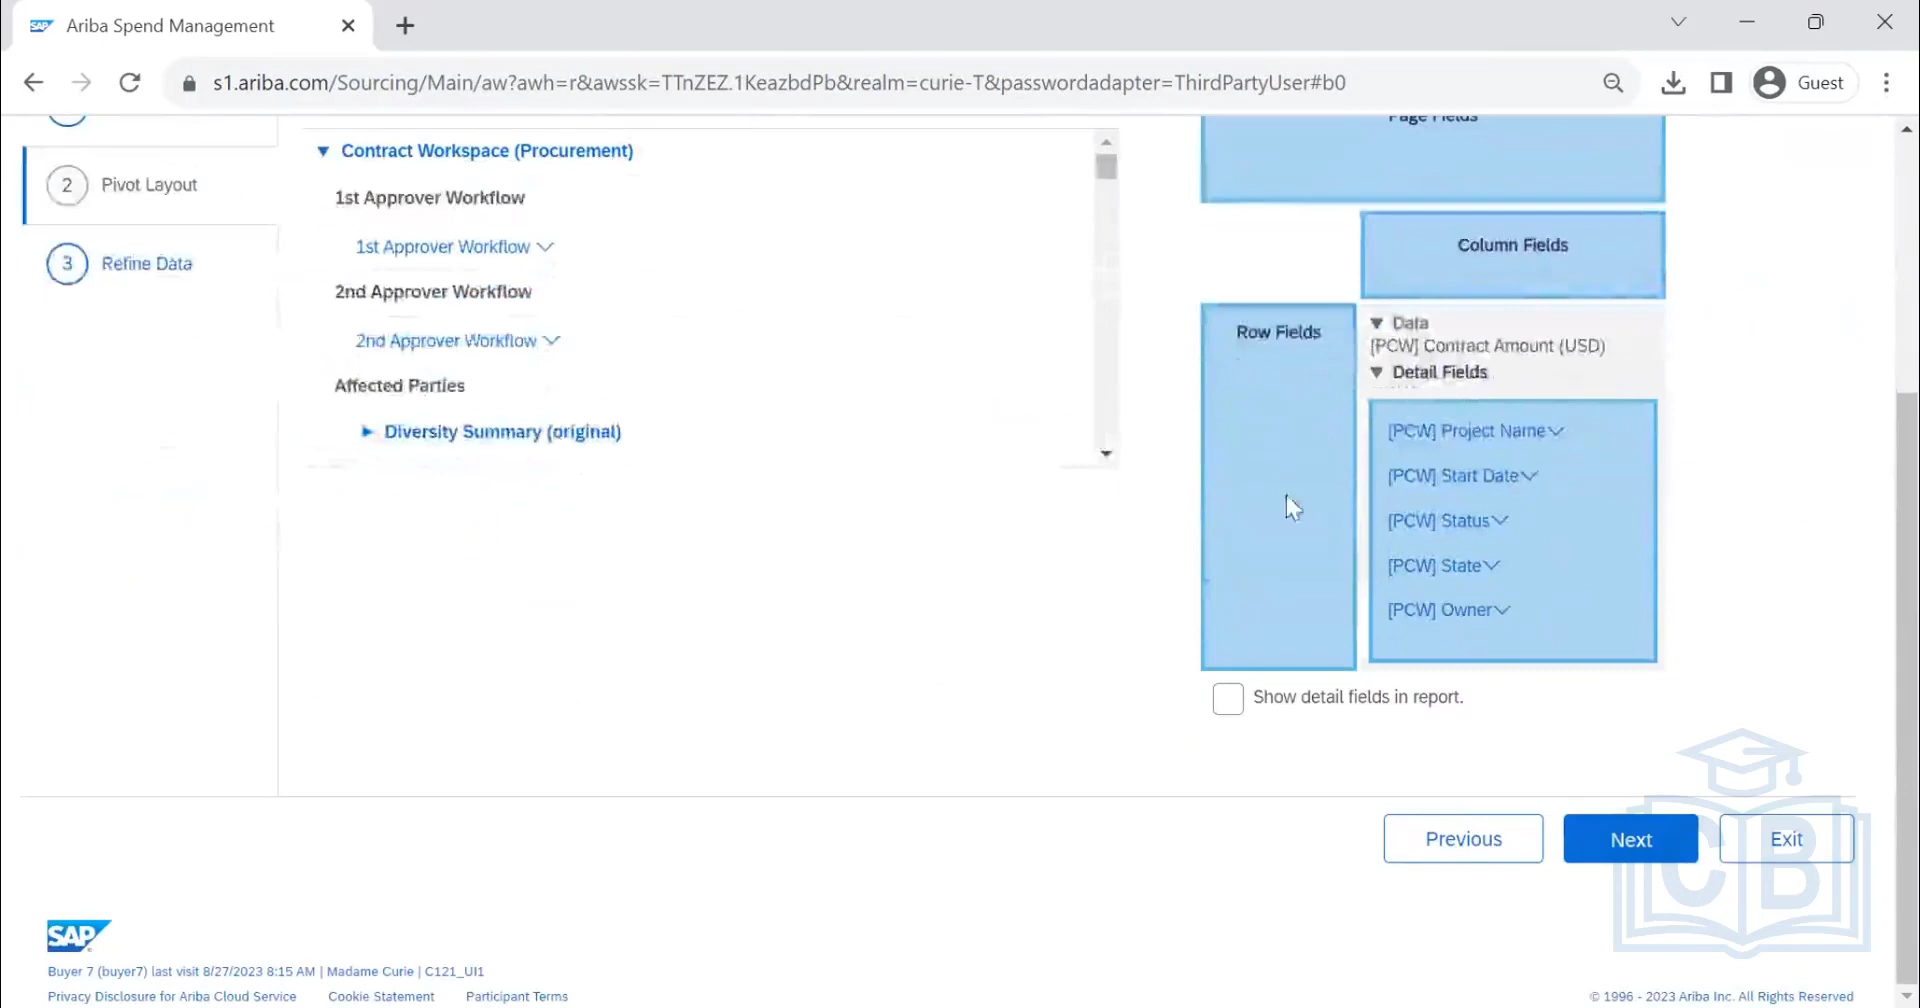 SAP Ariba Spend Management
s1.ariba.com/Sourcing/Main/aw?awh=r&awssk=TTnZEZ.1KeazbdPb&realm=curie-T&passwordadapter=ThirdPartyUser#b0
Guest
2 Pivot Layout
3 Refine Data
Contract Workspace (Procurement)
1st Approver Workflow
1st Approver Workflow
2nd Approver Workflow
2nd Approver Workflow
Affected Parties
Diversity Summary (original)
Page Fields
Column Fields
Row Fields
Data
[PCW] Contract Amount (USD)
Detail Fields
[PCW] Project Name
[PCW] Start Date
[PCW] Status
[PCW] State
[PCW] Owner
Show detail fields in report.
Previous
Next
Exit
CB
SAP
Buyer 7 (buyer7) last visit 8/27/2023 8:15 AM | Madame Curie | C121_UI1
Privacy Disclosure for Ariba Cloud Service Cookie Statement Participant Terms
© 1996 - 2023 Ariba Inc. All Rights Reserved